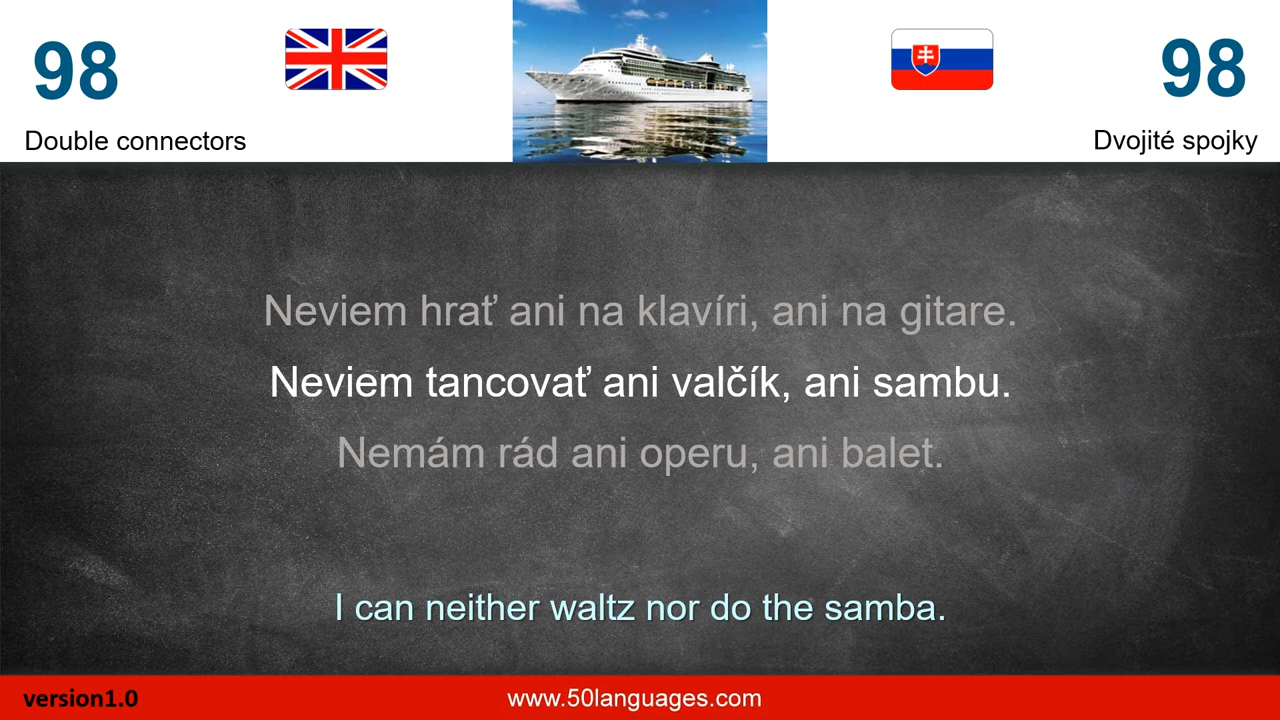 98
98
Double connectors
Dvojité spojky
Neviem hrať ani na klavíri, ani na gitare.
Neviem tancovať ani valčík, ani sambu.
Nemám rád ani operu, ani balet.
I can neither waltz nor do the samba.
version1.0
www.50languages.com